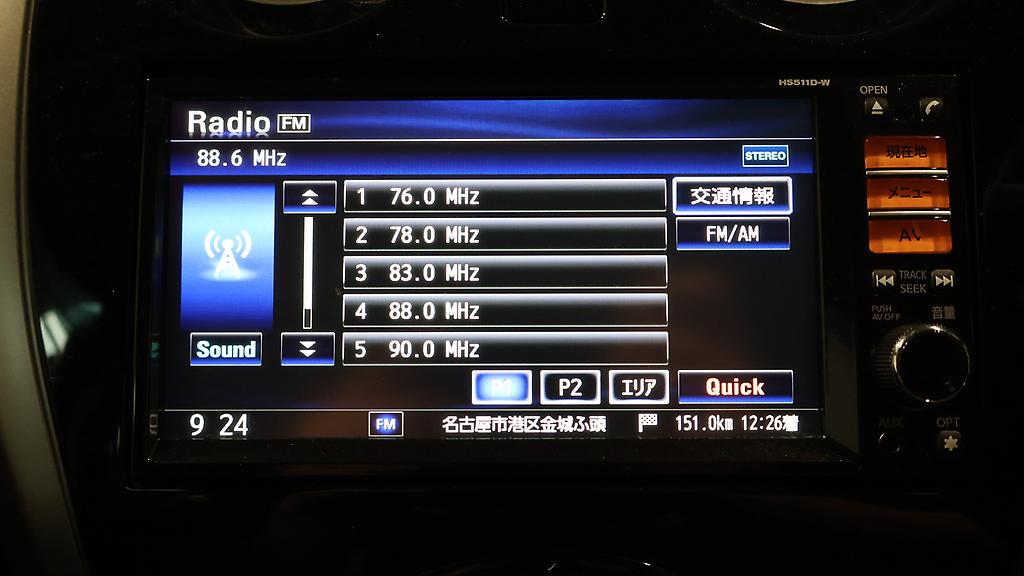 HS511D-W
OPEN
Radio FM
88.6 MHz
STEREO
1 76.0 MHz
2 78.0 MHz
3 83.0 MHz
4 88.0 MHz
5 90.0 MHz
交通情報
FM/AM
Sound
P1 P2 エリア Quick
9 24 FM 名古屋市港区金城ふ頭 151.0km 12:26着
現在地
メニュー
AV
TRACK
SEEK
PUSH
AV OFF
音量
AUX
OPT